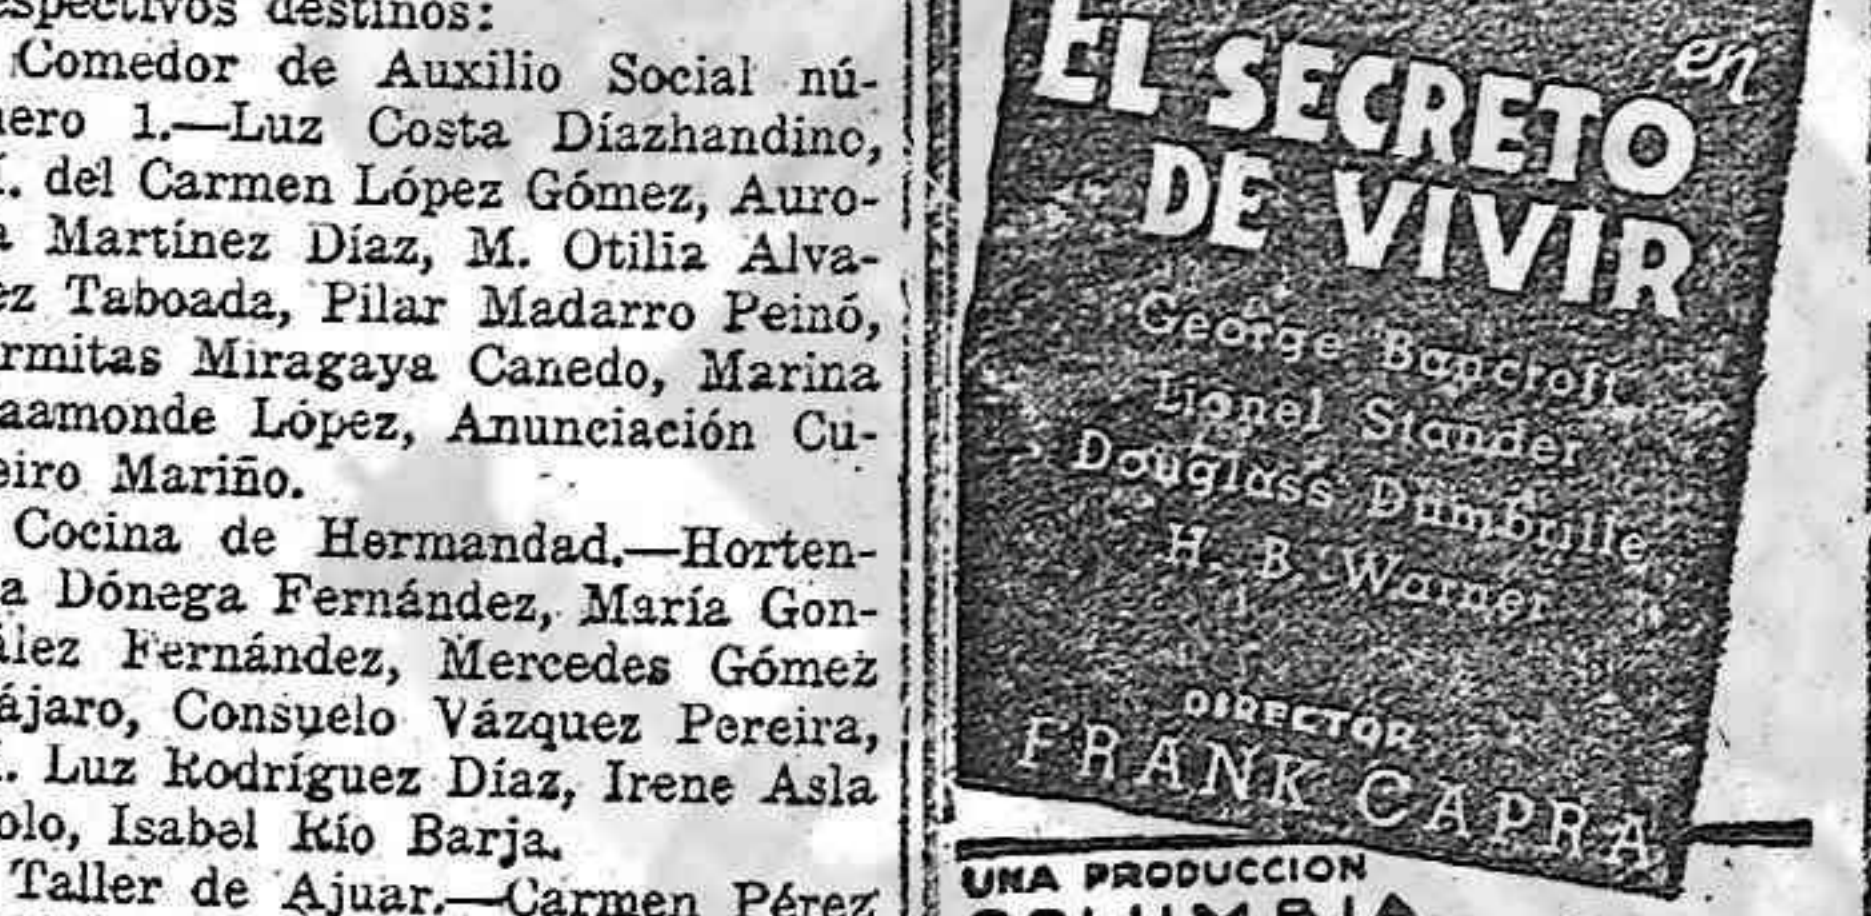 espectivos destinos:
Comedor de Auxilio Social nú-
ero 1.—Luz Costa Díazhandino,
. del Carmen López Gómez, Auro-
a Martínez Díaz, M. Otilia Alva-
ez Taboada, Pilar Madarro Peinó,
rmitas Miragaya Canedo, Marina
aamonde López, Anunciación Cu-
eiro Mariño.
Cocina de Hermandad.—Horten-
a Dónega Fernández, María Gon-
ález Fernández, Mercedes Gómez
ájaro, Consuelo Vázquez Pereira,
. Luz Rodríguez Díaz, Irene Asla
olo, Isabel Río Barja.
Taller de Ajuar.—Carmen Pérez
en
EL SECRETO
DE VIVIR
George Bancroft
Lionel Stander
Douglass Dumbrille
H. B. Warner
DIRECTOR
FRANK CAPRA
UNA PRODUCCION
COLUMBIA